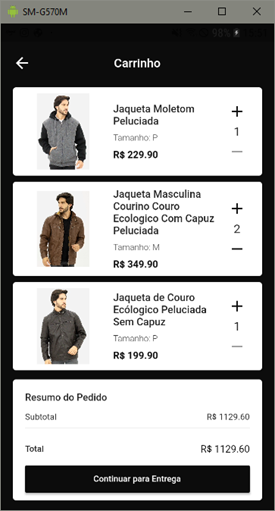 SM-G570M
98%
Carrinho
Jaqueta Moletom
Peluciada
Tamanho: P
R$ 229.90
1
Jaqueta Masculina
Courino Couro
Ecologico Com Capuz
Peluciada
Tamanho: M
R$ 349.90
2
Jaqueta de Couro
Ecólogico Peluciada
Sem Capuz
Tamanho: P
R$ 199.90
1
Resumo do Pedido
Subtotal R$ 1129.60
Total R$ 1129.60
Continuar para Entrega